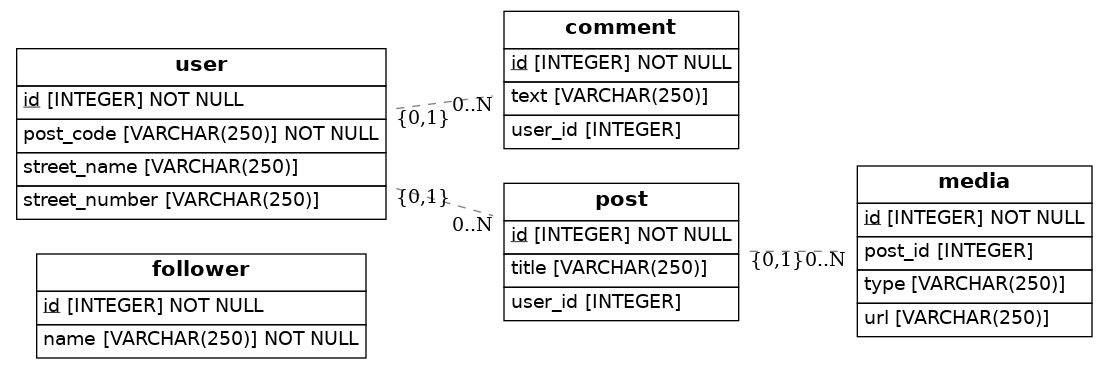 user
id [INTEGER] NOT NULL
post_code [VARCHAR(250)] NOT NULL
street_name [VARCHAR(250)]
street_number [VARCHAR(250)]
follower
id [INTEGER] NOT NULL
name [VARCHAR(250)] NOT NULL
{0,1}
0..N
{0,1}
0..N
comment
id [INTEGER] NOT NULL
text [VARCHAR(250)]
user_id [INTEGER]
post
id [INTEGER] NOT NULL
title [VARCHAR(250)]
user_id [INTEGER]
{0,1}
0..N
media
id [INTEGER] NOT NULL
post_id [INTEGER]
type [VARCHAR(250)]
url [VARCHAR(250)]